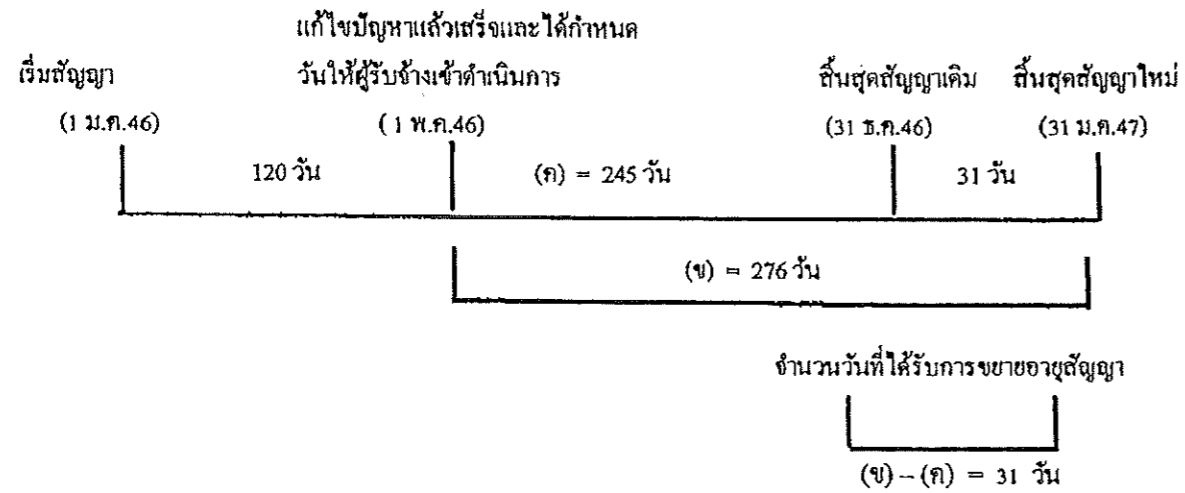 แก้ไขปัญหาแล้วเสร็จและได้กำหนด
เริ่มสัญญา วันให้ผู้รับจ้างเข้าดำเนินการ สิ้นสุดสัญญาเดิม สิ้นสุดสัญญาใหม่
(1 ม.ค.46) ( 1 พ.ค.46) (31 ธ.ค.46) (31 ม.ค.47)
120 วัน (ค) = 245 วัน 31 วัน
(ข) = 276 วัน
จำนวนวันที่ได้รับการขยายอายุสัญญา
(ข) – (ค) = 31 วัน